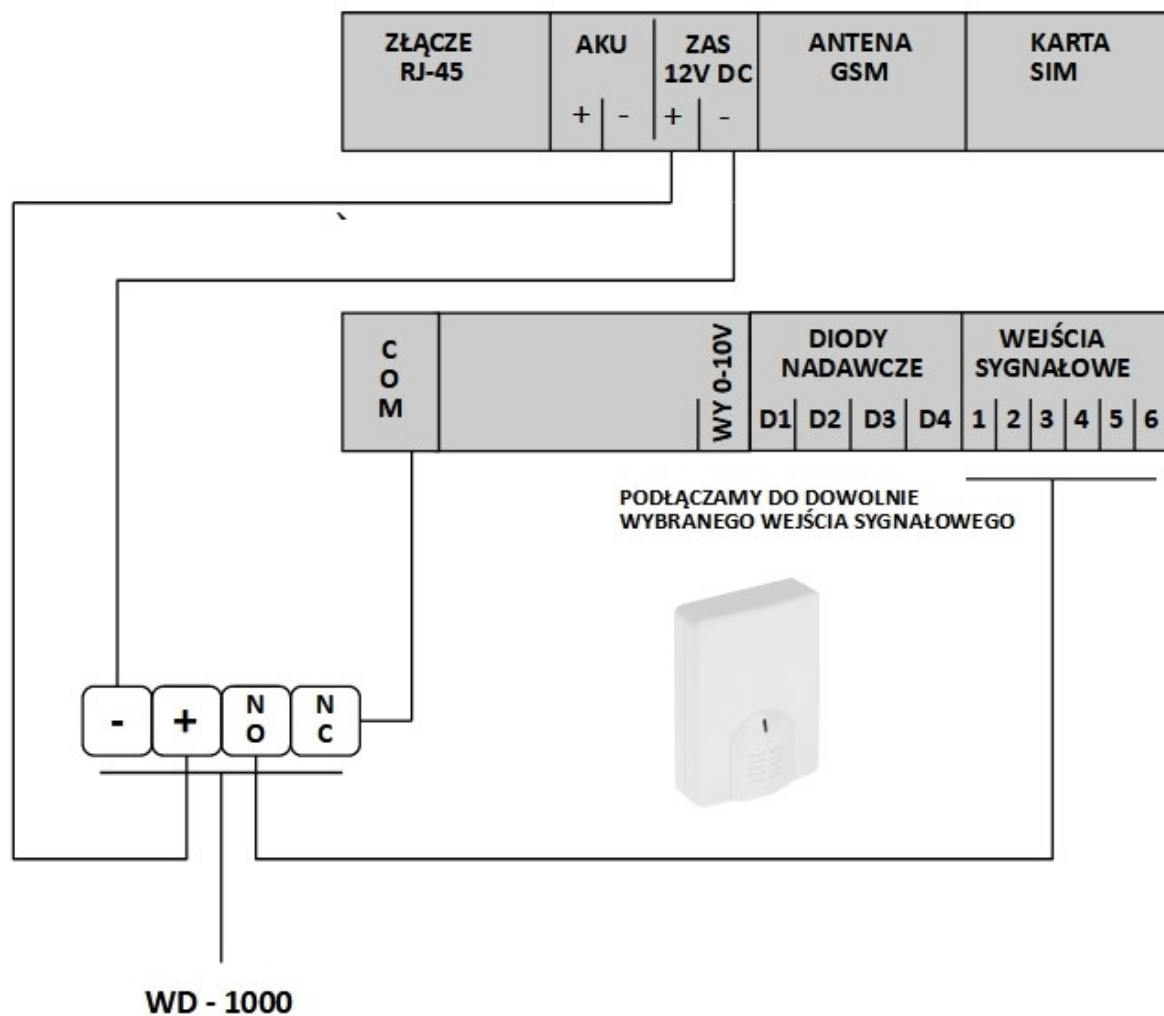 ZŁĄCZE
RJ-45
AKU
+ -
ZAS
12V DC
+ -
ANTENA
GSM
KARTA
SIM
`
C
O
M
WY 0-10V
DIODY
NADAWCZE
D1 D2 D3 D4
WEJŚCIA
SYGNAŁOWE
1 2 3 4 5 6
PODŁĄCZAMY DO DOWOLNIE
WYBRANEGO WEJŚCIA SYGNAŁOWEGO
-
+
N
O
N
C
WD - 1000